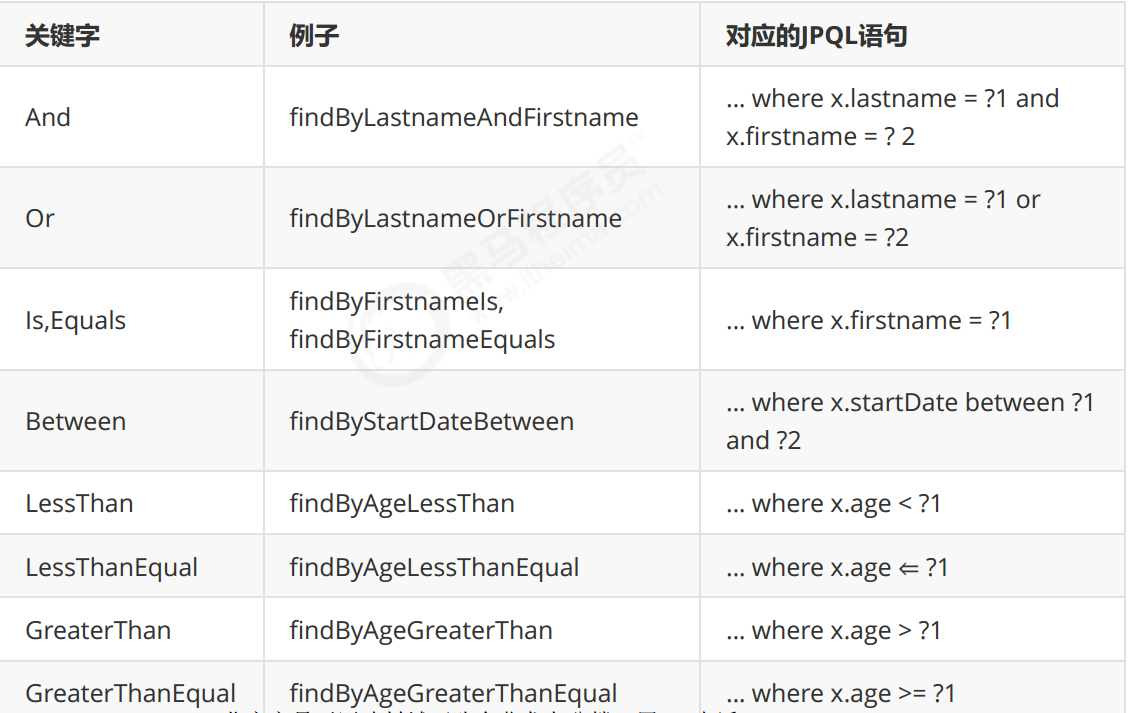 关键字 例子 对应的JPQL语句
And findByLastnameAndFirstname … where x.lastname = ?1 and
x.firstname = ? 2
Or findByLastnameOrFirstname … where x.lastname = ?1 or
x.firstname = ?2
Is,Equals findByFirstnameIs,
findByFirstnameEquals … where x.firstname = ?1
Between findByStartDateBetween … where x.startDate between ?1
and ?2
LessThan findByAgeLessThan … where x.age < ?1
LessThanEqual findByAgeLessThanEqual … where x.age ⇐ ?1
GreaterThan findByAgeGreaterThan … where x.age > ?1
GreaterThanEqual findByAgeGreaterThanEqual … where x.age >= ?1
黑马程序员™
www.itheima.com